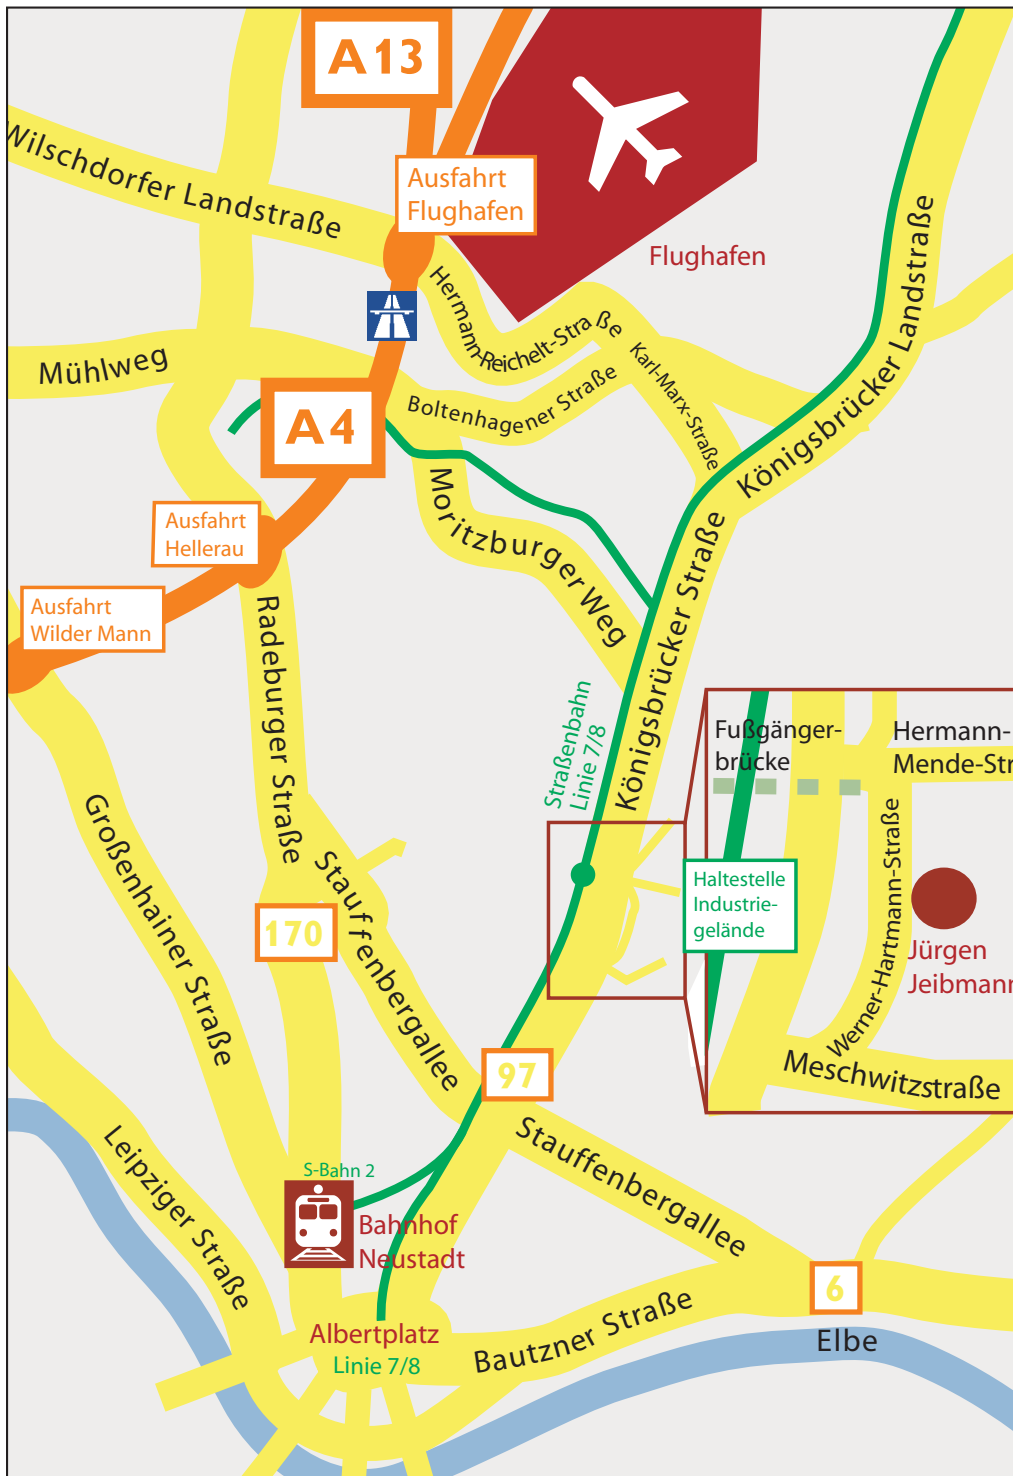 A13
Ausfahrt
Flughafen
Wilschdorfer Landstraße
Flughafen
Hermann-Reichelt-Straße
Karl-Marx-Straße
Königsbrücker Landstraße
Mühlweg
Boltenhagener Straße
A4
Moritzburger Weg
Ausfahrt
Hellerau
Ausfahrt
Wilder Mann
Radeburger Straße
Königsbrücker Straße
Straßenbahn
Linie 7/8
Fußgänger-
brücke
Hermann-
Mende-Str
Werner-Hartmann-Straße
Haltestelle
Industrie-
gelände
Jürgen
Jeibmann
Meschwitzstraße
Großenhainer Straße
Stauffenbergallee
170
97
Stauffenbergallee
Leipziger Straße
S-Bahn 2
Bahnhof
Neustadt
6
Albertplatz
Linie 7/8
Bautzner Straße
Elbe